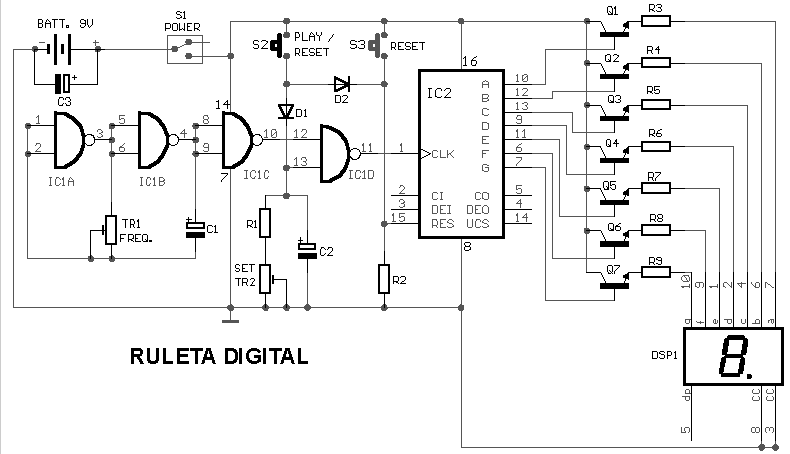 BATT. 9V
- +
+
C3
S1
POWER
S2
PLAY /
RESET
S3
RESET
D2
D1
14
1
2
3
IC1A
5
6
4
IC1B
8
9
10
IC1C
7
12
13
11
IC1D
TR1
FREQ.
+
C1
R1
SET
TR2
+
C2
R2
16
IC2
1
CLK
2
CI
3
DEI
15
RES
A 10
B 12
C 13
D 9
E 11
F 6
G 7
CO 5
DEO 4
UCS 14
8
Q1
R3
Q2
R4
Q3
R5
Q4
R6
Q5
R7
Q6
R8
Q7
R9
10 9 1 2 4 6 7
g f e d c b a
DSP1
8.
dp CC CC
5 8 3
RULETA DIGITAL